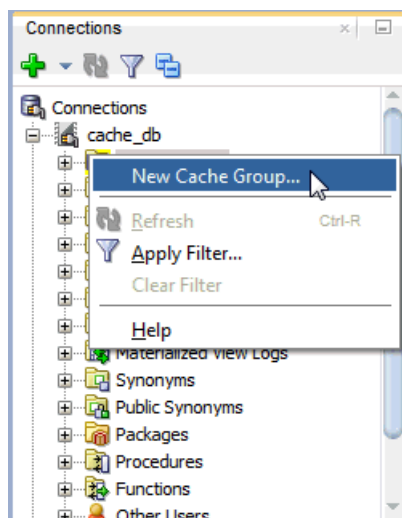 Connections
Connections
cache_db
New Cache Group...
Refresh Ctrl-R
Apply Filter...
Clear Filter
Help
Materialized View Logs
Synonyms
Public Synonyms
Packages
Procedures
Functions
Other Users